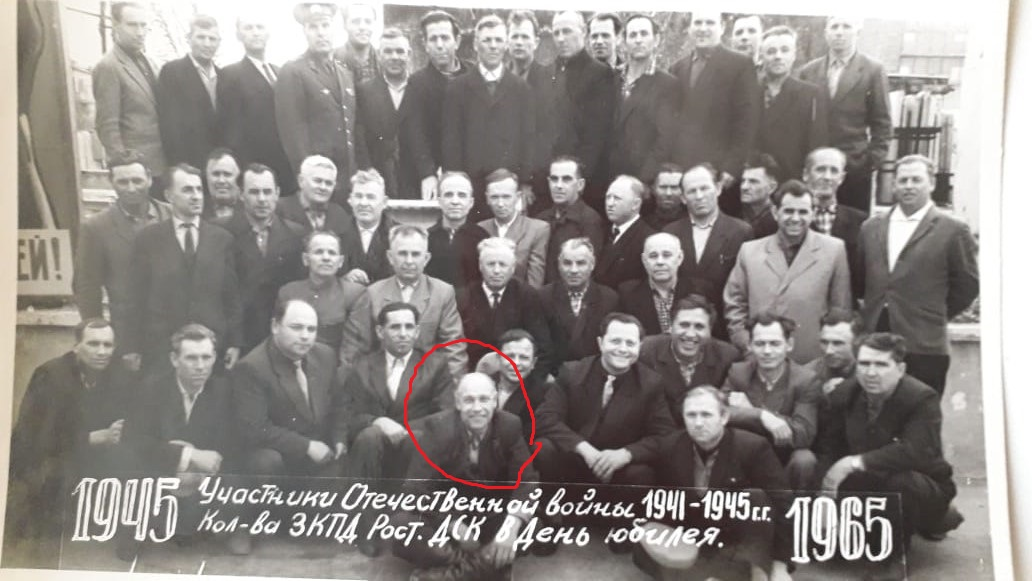 ЕЙ!
1945 Участники Отечественной войны 1941-1945 г.г. 1965
Кол-ва ЗКПД Рост. ДСК в День юбилея.